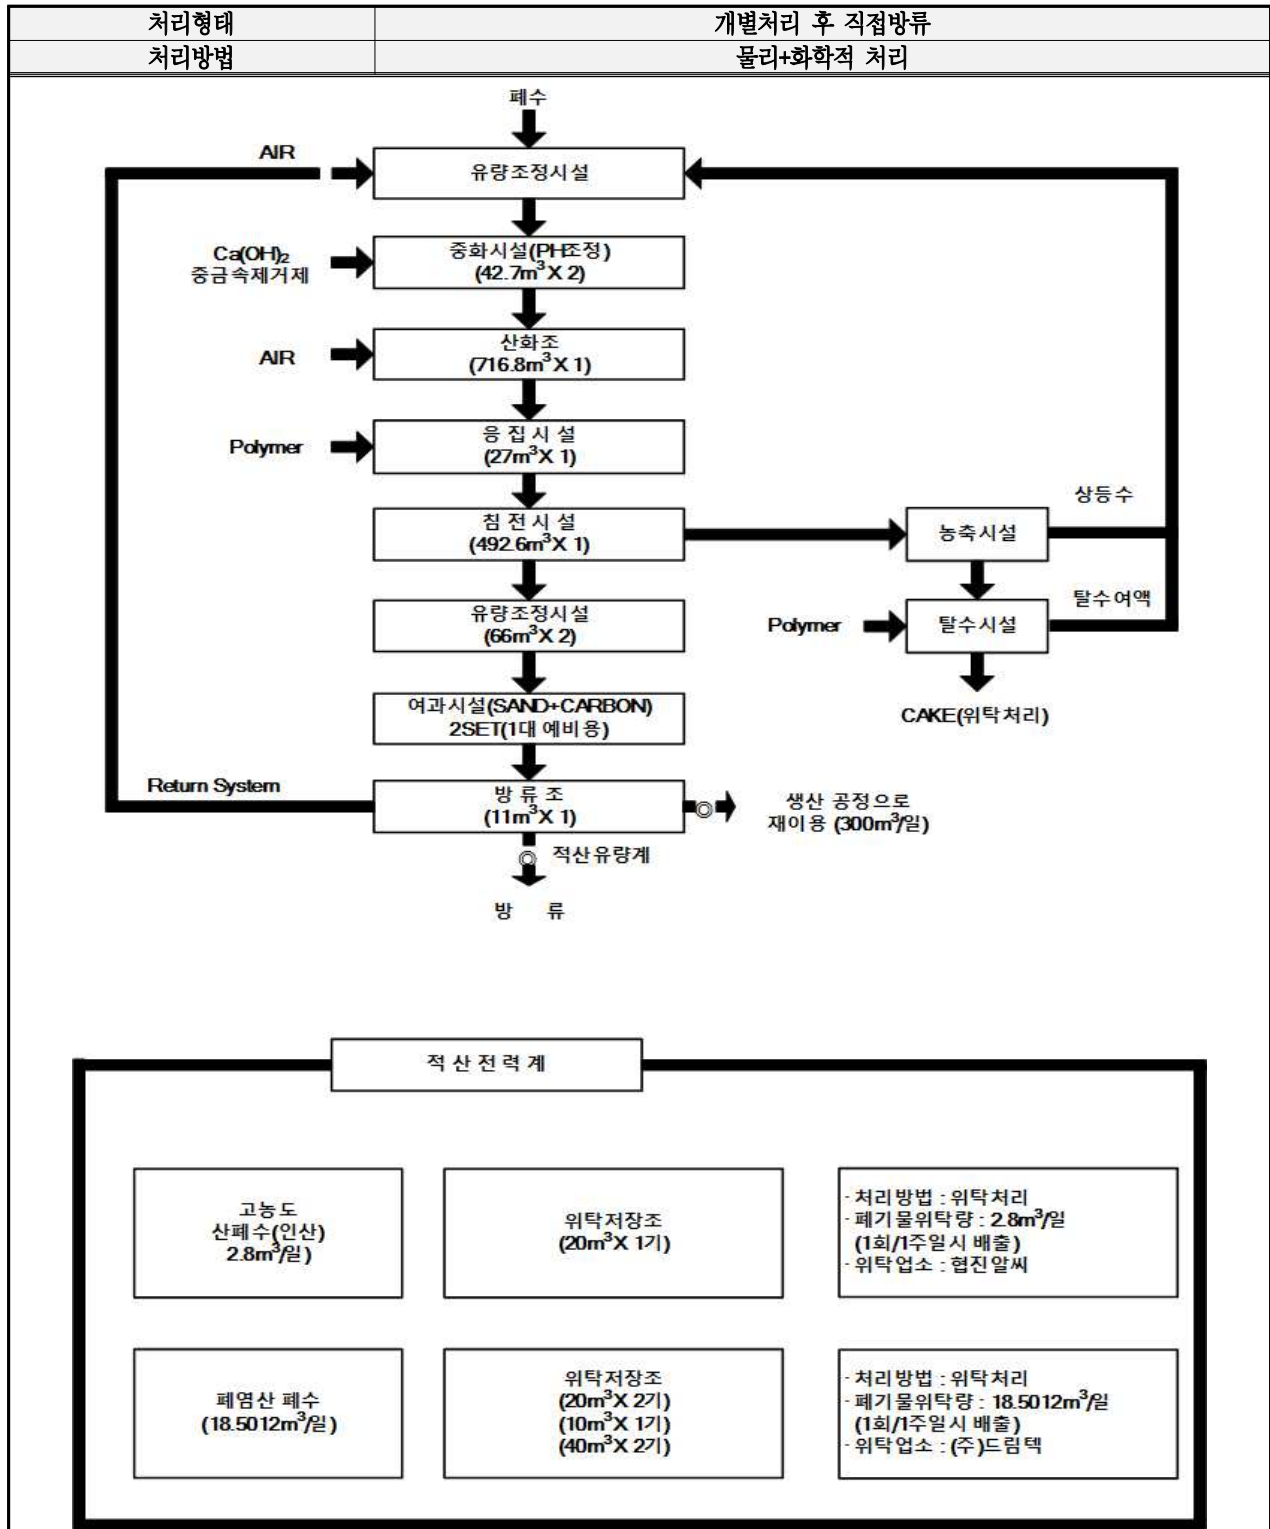 처리형태
개별처리 후 직접방류
처리방법
물리+화학적 처리
폐수
AIR
유량조정시설
Ca(OH)₂
중금속제거제
중화시설(PH조정)
(42.7m³X 2)
AIR
산화조
(716.8m³X 1)
Polymer
응 집 시 설
(27m³X 1)
침 전 시 설
(492.6m³X 1)
농축시설
상등수
유량조정시설
(66m³X 2)
Polymer
탈수시설
탈수여액
여과시설(SAND+CARBON)
2SET(1대 예비용)
CAKE(위탁처리)
Return System
방 류 조
(11m³X 1)
◎
생산 공정으로
재이용 (300m³/일)
◎ 적산유량계
방 류
적 산 전 력 계
고농도
산폐수(인산)
2.8m³/일)
위탁저장조
(20m³X 1기)
· 처리방법 : 위탁처리
· 폐기물위탁량 : 2.8m³/일
(1회/1주일시 배출)
· 위탁업소 : 협진알씨
폐염산 폐수
(18.5012m³/일)
위탁저장조
(20m³X 2기)
(10m³X 1기)
(40m³X 2기)
· 처리방법 : 위탁처리
· 폐기물위탁량 : 18.5012m³/일
(1회/1주일시 배출)
· 위탁업소 : (주)드림텍